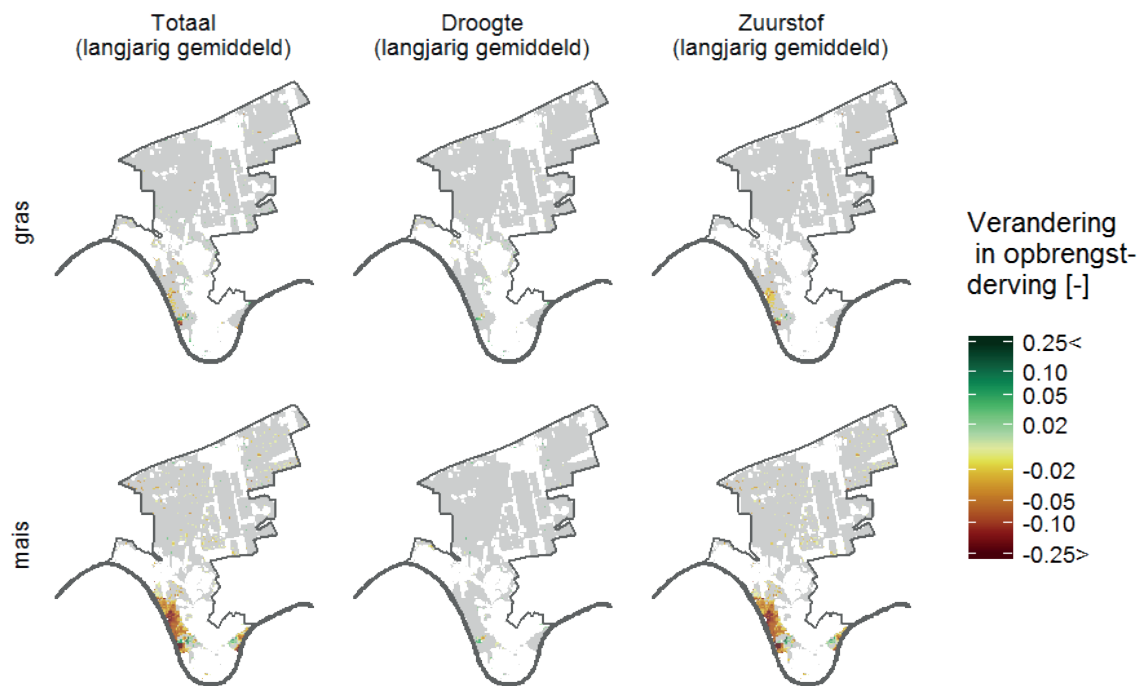 Totaal
(langjarig gemiddeld)
Droogte
(langjarig gemiddeld)
Zuurstof
(langjarig gemiddeld)
gras
mais
Verandering
in opbrengst-
derving [-]
0.25<
0.10
0.05
0.02
-0.02
-0.05
-0.10
-0.25>